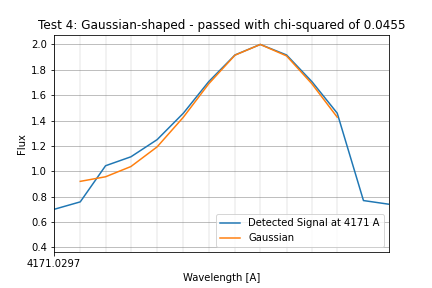 Test 4: Gaussian-shaped - passed with chi-squared of 0.0455
2.0
1.8
1.6
1.4
1.2
1.0
0.8
0.6
0.4
Flux
Detected Signal at 4171 A
Gaussian
4171.0297
Wavelength [A]